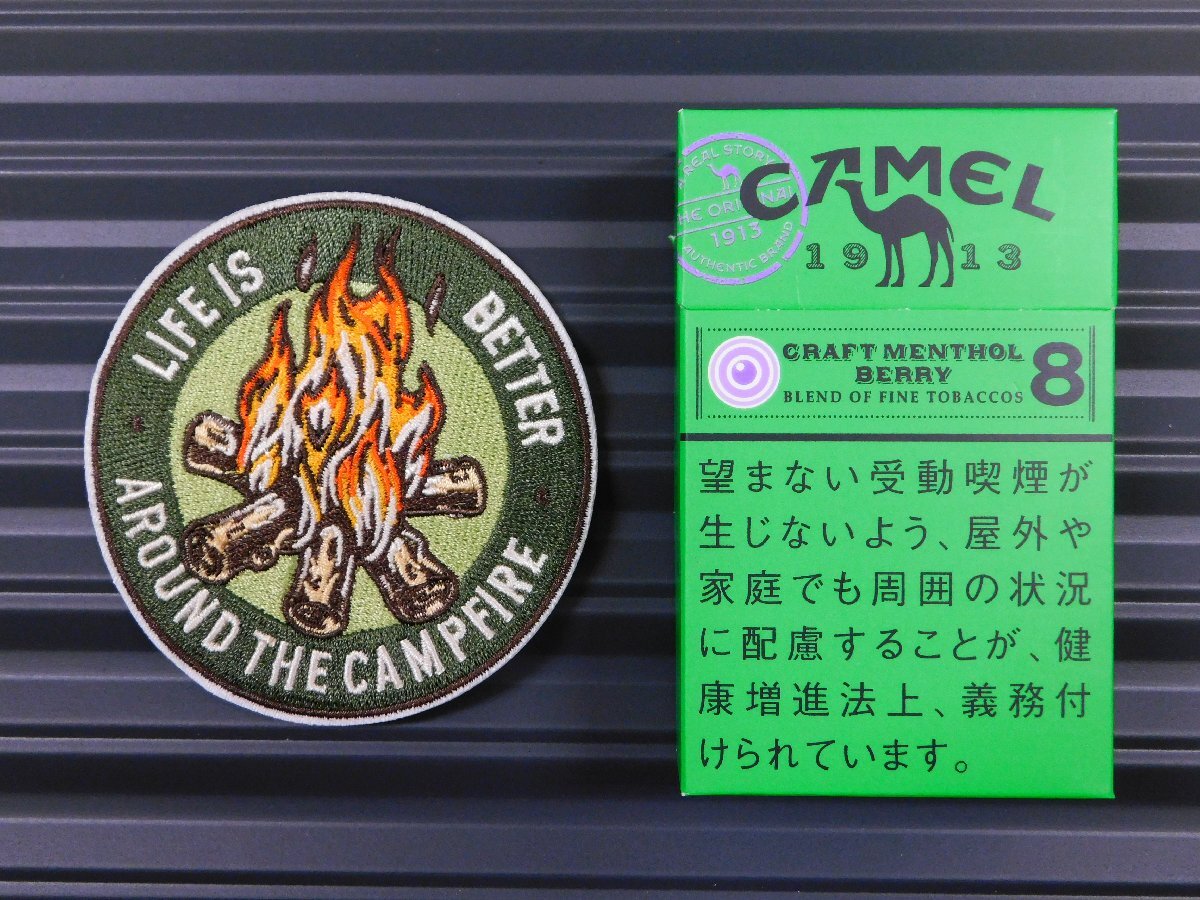 LIFE IS BETTER
AROUND THE CAMPFIRE
A REAL STORY
THE ORIGINAL
1913
AUTHENTIC BRAND
CAMEL
1913
CRAFT MENTHOL
BERRY
BLEND OF FINE TOBACCOS
8
望まない受動喫煙が
生じないよう、屋外や
家庭でも周囲の状況
に配慮することが、健
康増進法上、義務付
けられています。